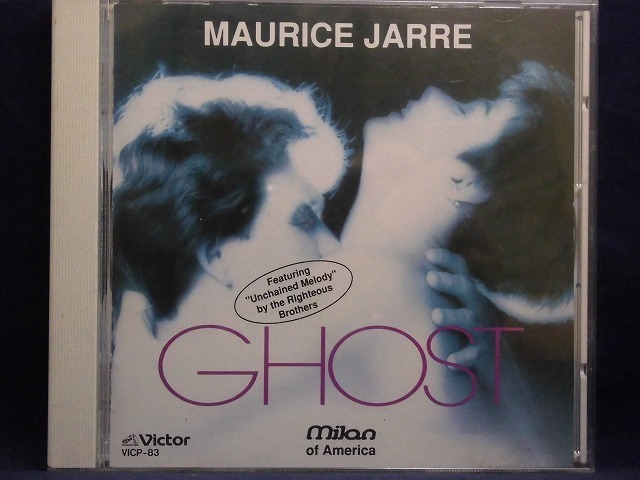 MAURICE JARRE
Featuring
"Unchained Melody"
by the Righteous
Brothers
GHOST
Victor
VICP-83
milan
of America